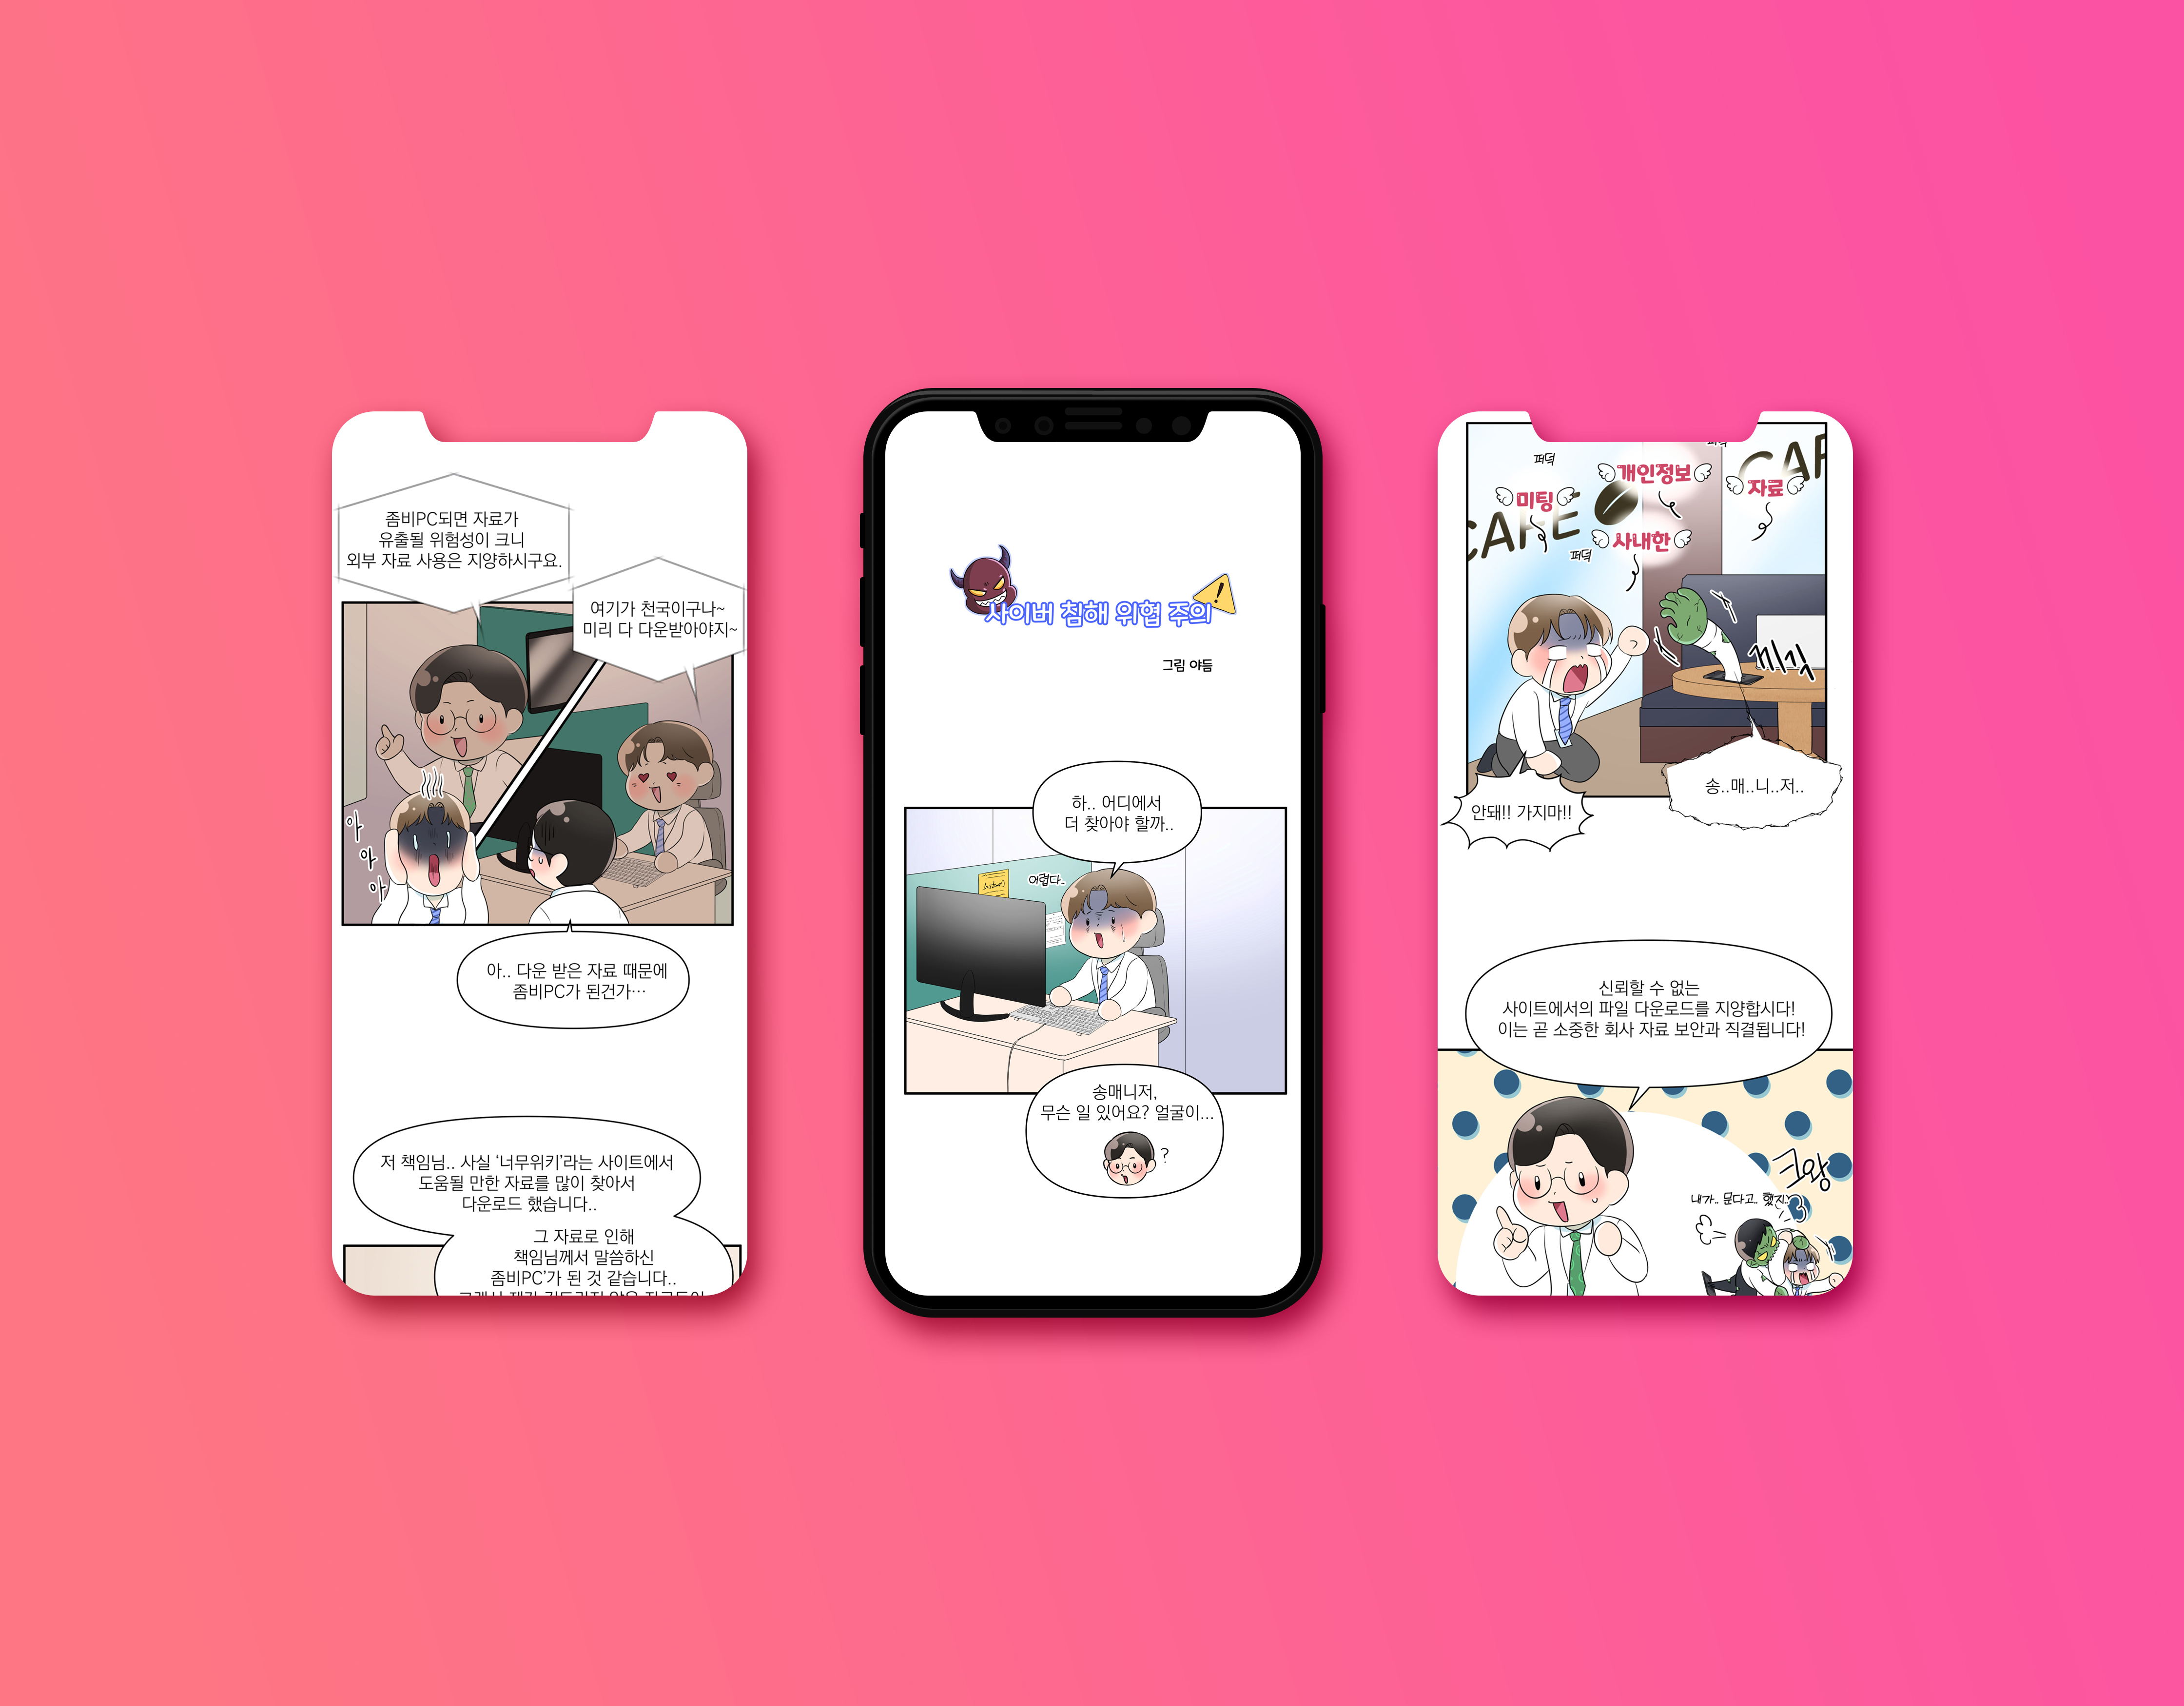 좀비PC되면 자료가
유출될 위험성이 크니
외부 자료 사용은 지양하시구요.
여기가 천국이구나~
미리 다 다운받아야지~
아
아
아
아.. 다운 받은 자료 때문에
좀비PC가 된건가…
저 책임님.. 사실 ‘너무위키’라는 사이트에서
도움될 만한 자료를 많이 찾아서
다운로드 했습니다..
그 자료로 인해
책임님께서 말씀하신
좀비PC’가 된 것 같습니다..
사이버 침해 위협 주의
그림 야듬
하.. 어디에서
더 찾아야 할까..
어렵다..
송매니저,
무슨 일 있어요? 얼굴이...
?
퍼덕
개인정보
미팅
자료
CAFE
CAF
사내한
퍼덕
송..매..니..저..
안돼!! 가지마!!
신뢰할 수 없는
사이트에서의 파일 다운로드를 지양합시다!
이는 곧 소중한 회사 자료 보안과 직결됩니다!
크왕
내가.. 문다고.. 했지..